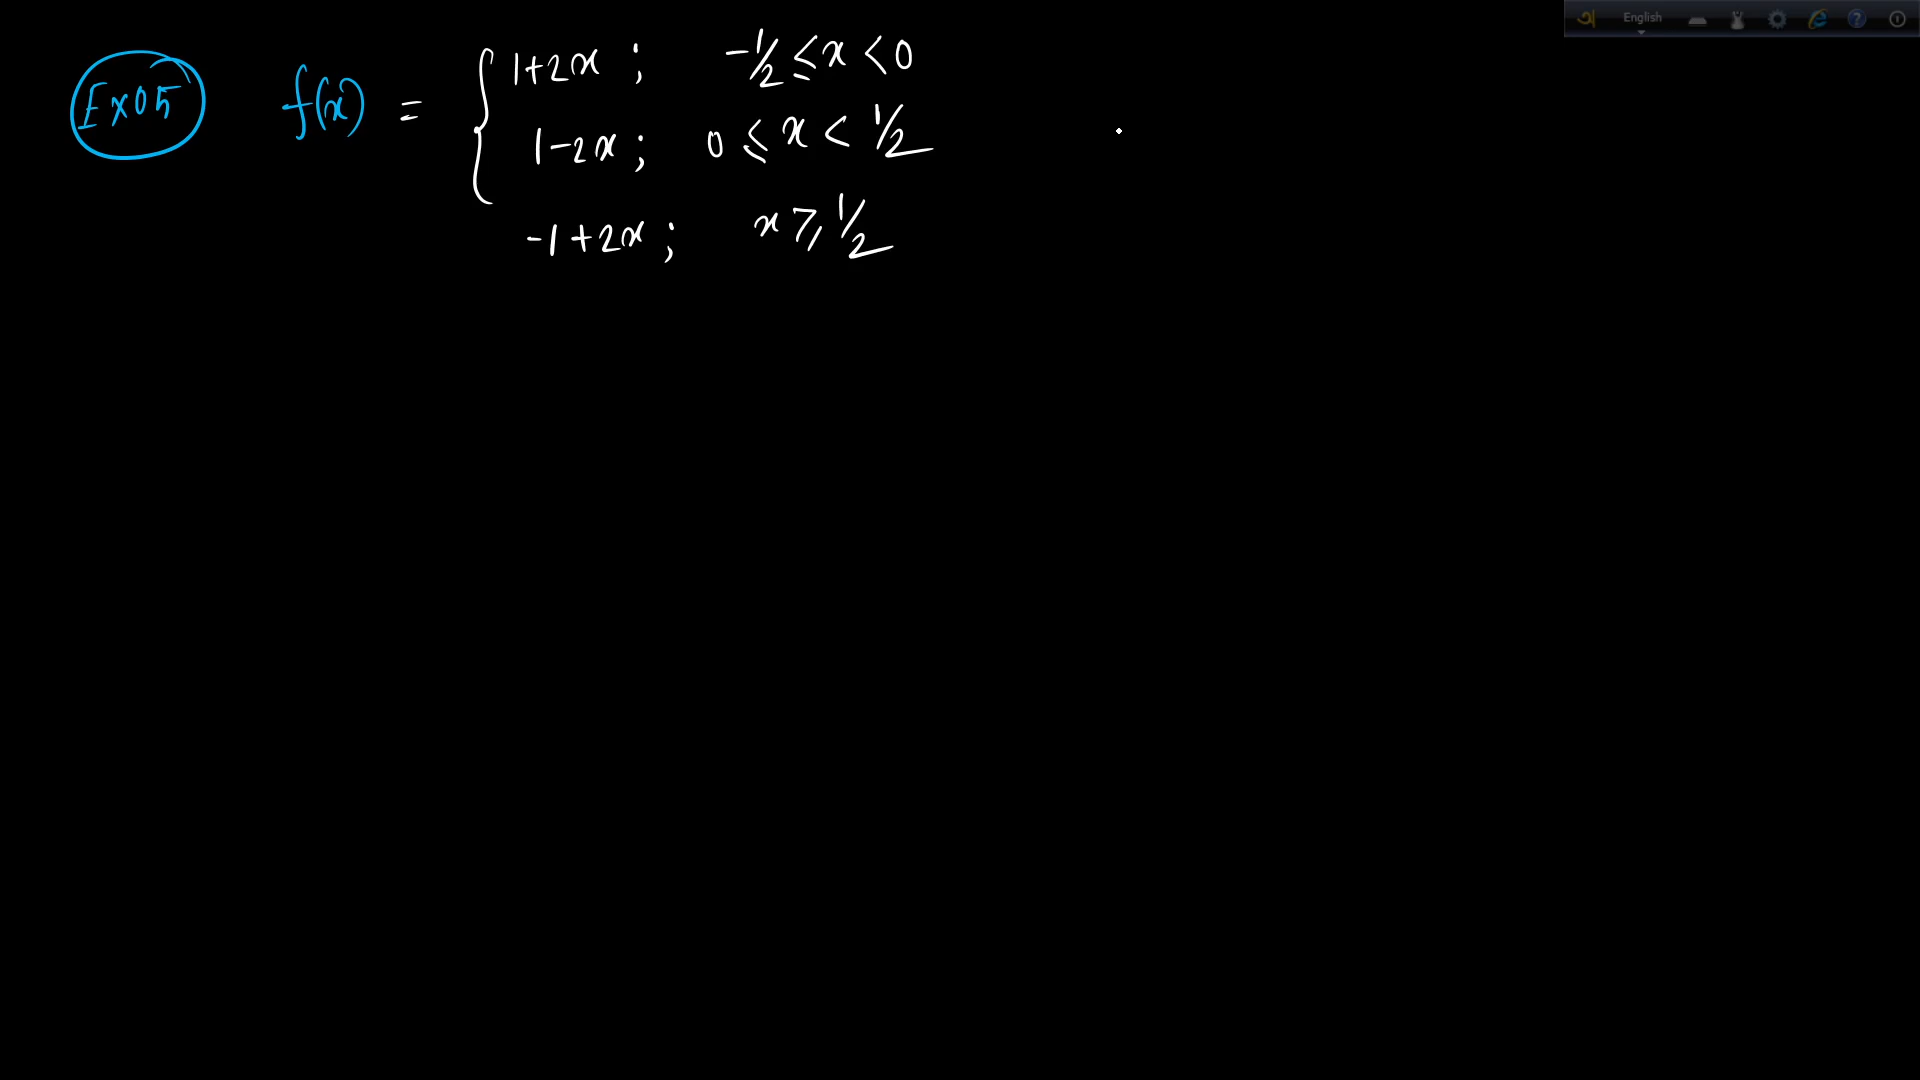 অ English
Ex05 f(x) = { 1+2x ; -1/2 ≤ x < 0
1-2x ; 0 ≤ x < 1/2
-1+2x ; x ≥ 1/2